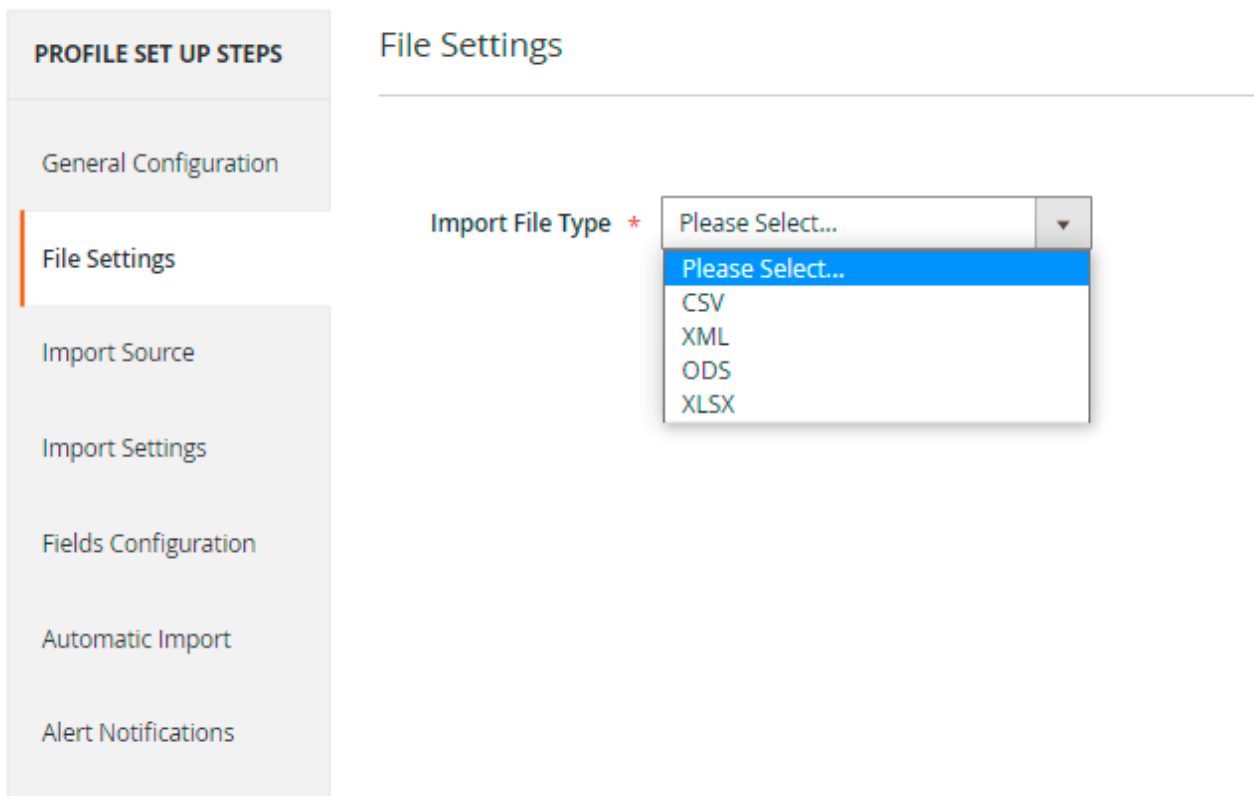 PROFILE SET UP STEPS
General Configuration
File Settings
Import Source
Import Settings
Fields Configuration
Automatic Import
Alert Notifications
File Settings
Import File Type * Please Select...
Please Select...
CSV
XML
ODS
XLSX